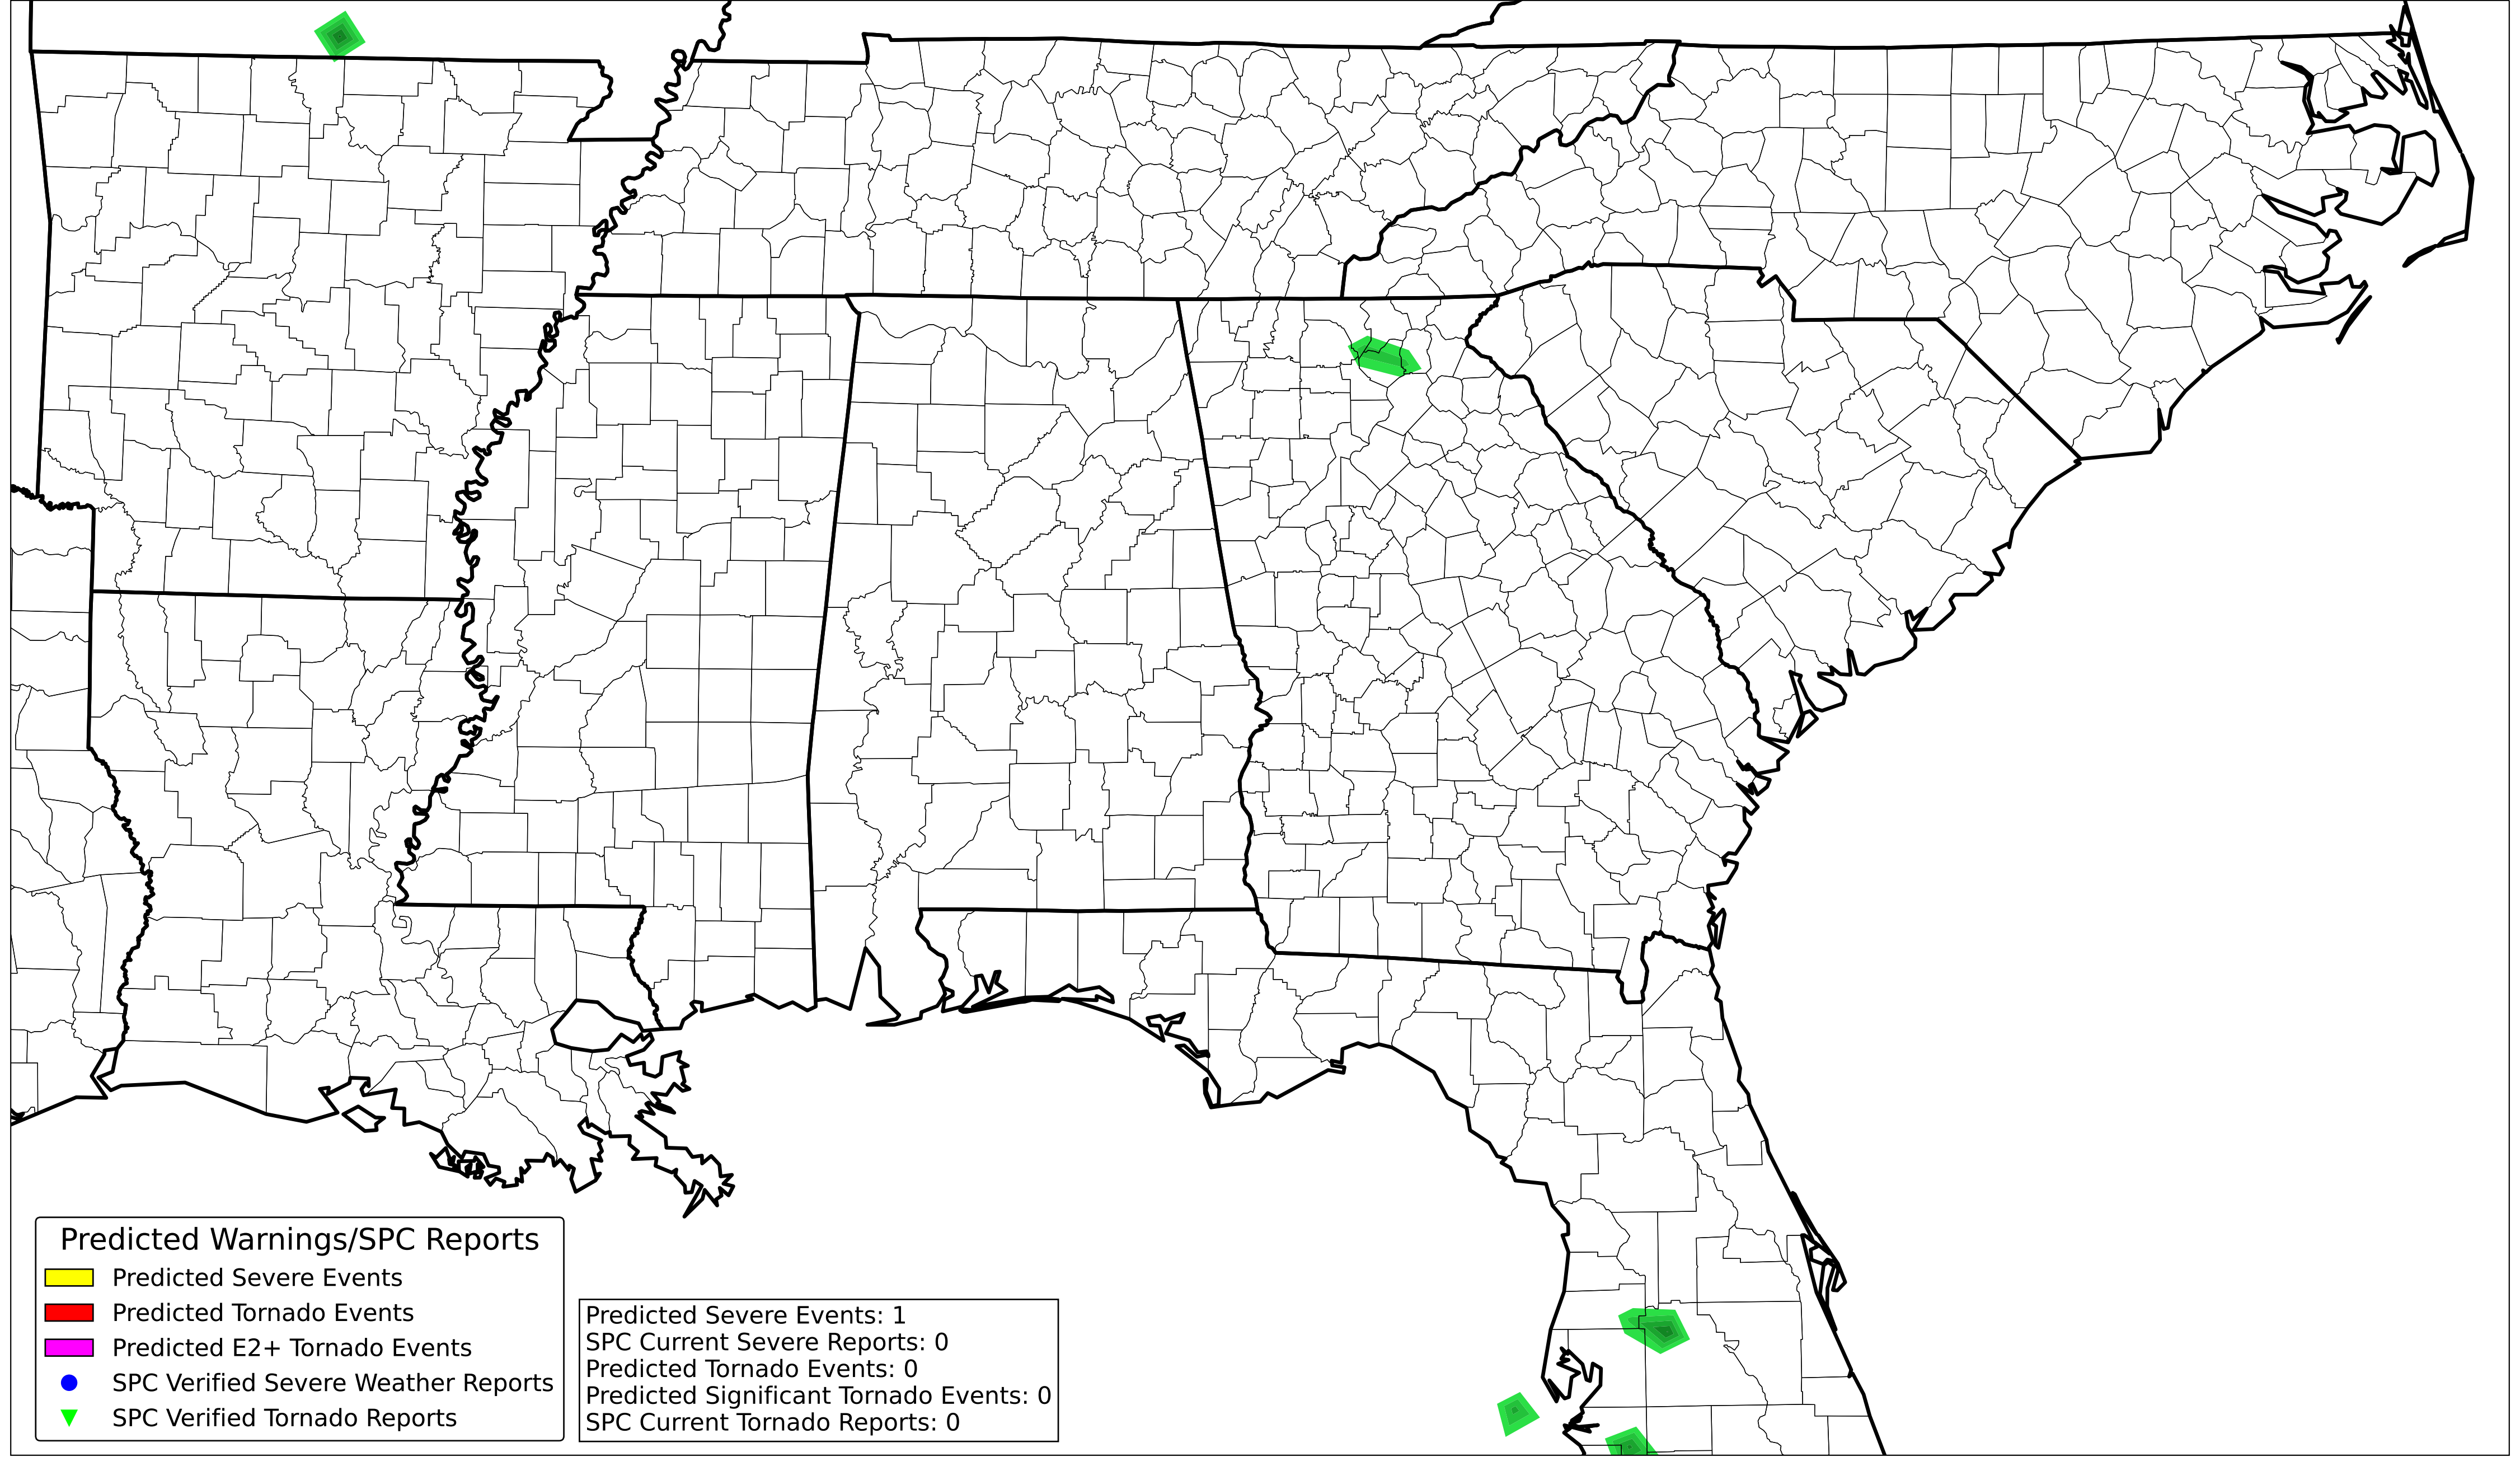 Predicted Warnings/SPC Reports
Predicted Severe Events
Predicted Tornado Events
Predicted E2+ Tornado Events
SPC Verified Severe Weather Reports
SPC Verified Tornado Reports
Predicted Severe Events: 1
SPC Current Severe Reports: 0
Predicted Tornado Events: 0
Predicted Significant Tornado Events: 0
SPC Current Tornado Reports: 0